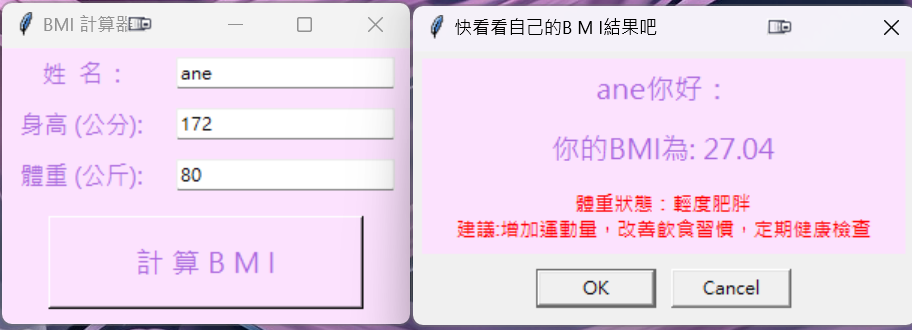 BMI 計算器
姓 名 :
ane
身高 (公分):
172
體重 (公斤):
80
計 算 B M I
快看看自己的B M I結果吧
ane你好：
你的BMI為: 27.04
體重狀態：輕度肥胖
建議:增加運動量，改善飲食習慣，定期健康檢查
OK
Cancel